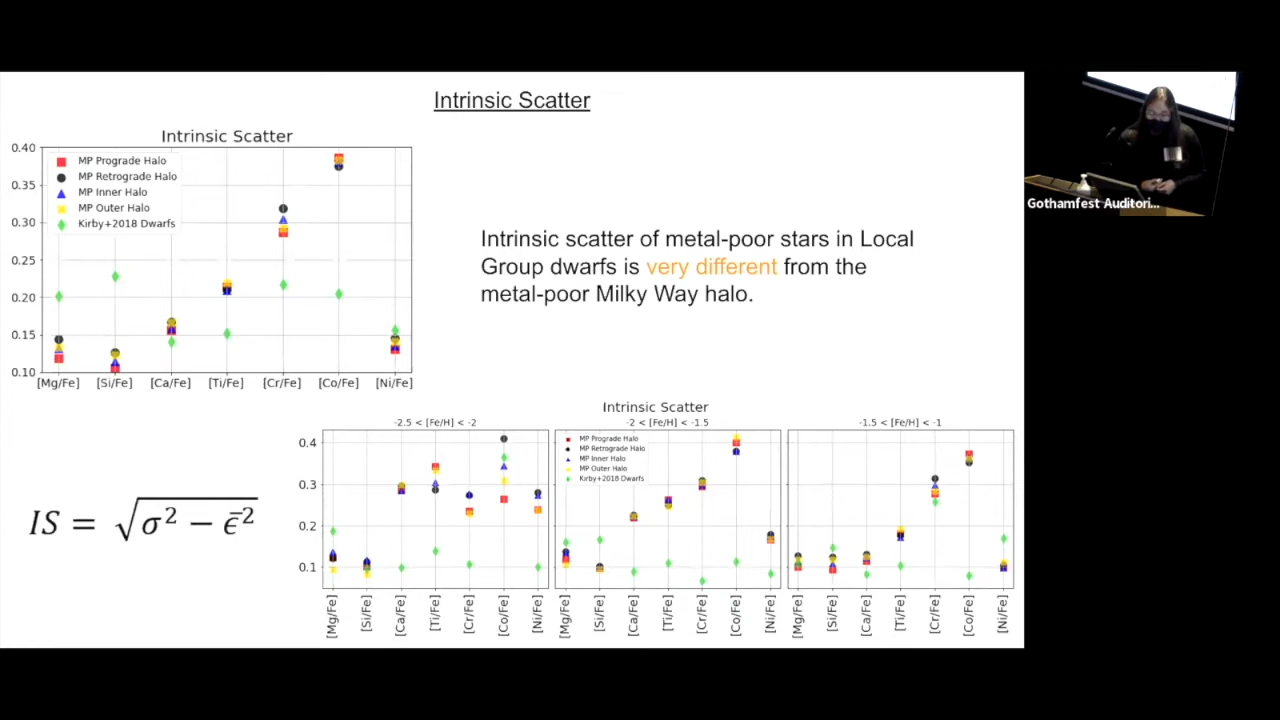 Intrinsic Scatter
Intrinsic Scatter
0.40
0.35
0.30
0.25
0.20
0.15
0.10
MP Prograde Halo
MP Retrograde Halo
MP Inner Halo
MP Outer Halo
Kirby+2018 Dwarfs
[Mg/Fe] [Si/Fe] [Ca/Fe] [Ti/Fe] [Cr/Fe] [Co/Fe] [Ni/Fe]
Intrinsic scatter of metal-poor stars in Local
Group dwarfs is very different from the
metal-poor Milky Way halo.
Gothamfest Auditori...
IS = √σ² − ϵ̄²
Intrinsic Scatter
-2.5 < [Fe/H] < -2
-2 < [Fe/H] < -1.5
-1.5 < [Fe/H] < -1
0.4
0.3
0.2
0.1
MP Prograde Halo
MP Retrograde Halo
MP Inner Halo
MP Outer Halo
Kirby+2018 Dwarfs
[Mg/Fe] [Si/Fe] [Ca/Fe] [Ti/Fe] [Cr/Fe] [Co/Fe] [Ni/Fe]
[Mg/Fe] [Si/Fe] [Ca/Fe] [Ti/Fe] [Cr/Fe] [Co/Fe] [Ni/Fe]
[Mg/Fe] [Si/Fe] [Ca/Fe] [Ti/Fe] [Cr/Fe] [Co/Fe] [Ni/Fe]